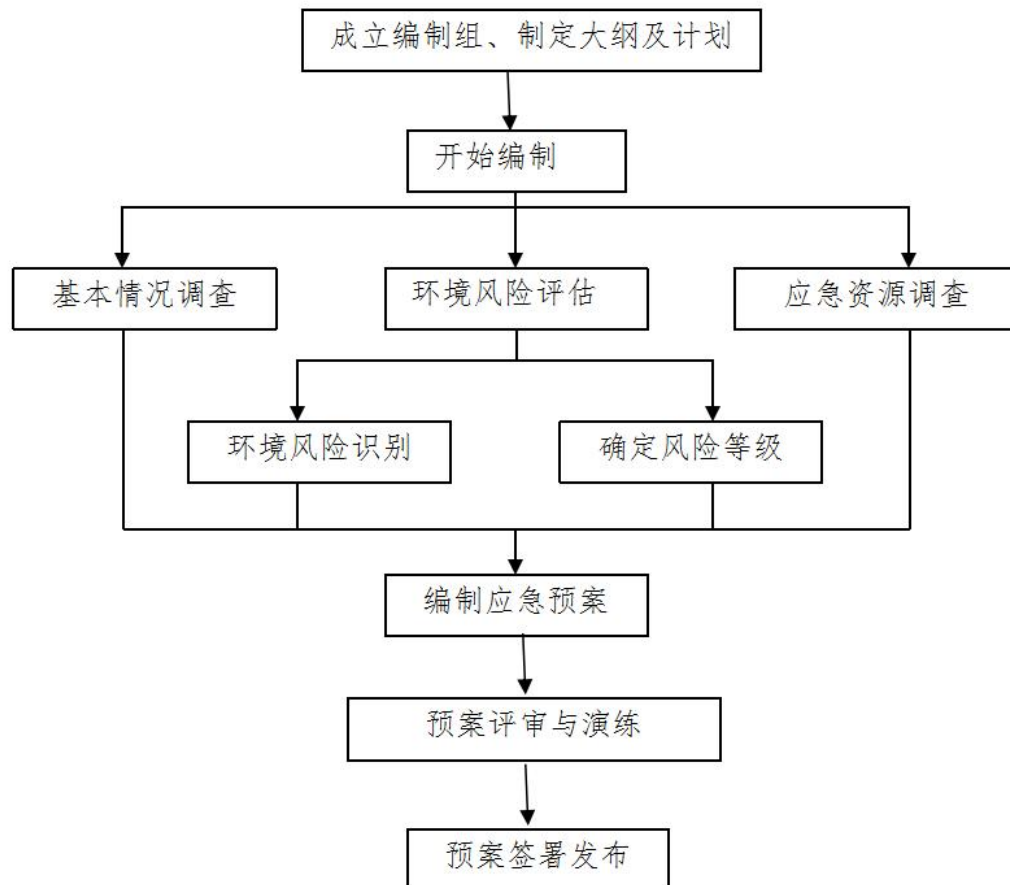 成立编制组、制定大纲及计划
开始编制
基本情况调查
环境风险评估
应急资源调查
环境风险识别
确定风险等级
编制应急预案
预案评审与演练
预案签署发布